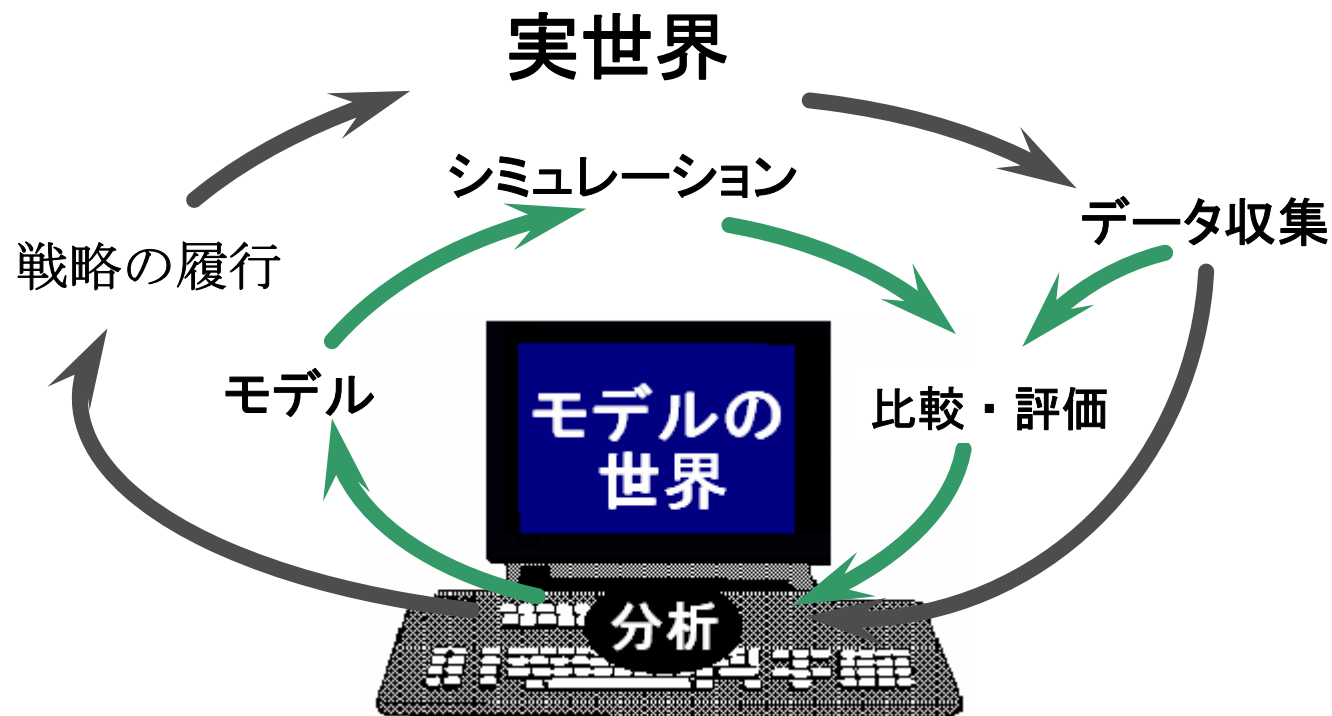 実世界
シミュレーション
データ収集
戦略の履行
モデル
モデルの
世界
比較・評価
分析